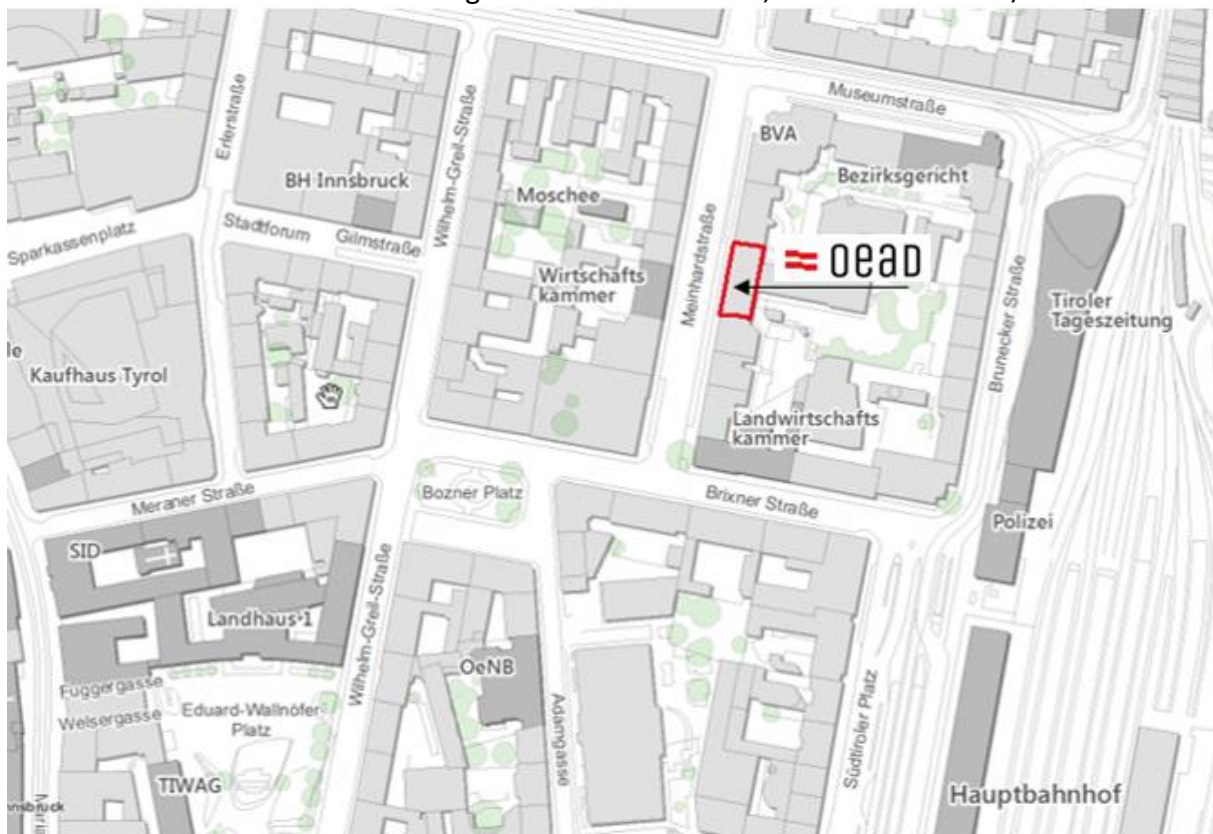 Museumstraße
Erlerstraße
Wilhelm-Greil-Straße
BVA
BH Innsbruck
Moschee
Bezirksgericht
Sparkassenplatz
Stadtforum
Gilmstraße
Meinhardstraße
oead
Wirtschafts
kammer
Brunecker Straße
Tiroler
Tageszeitung
Kaufhaus Tyrol
Landwirtschafts
kammer
Meraner Straße
Bozner Platz
Brixner Straße
Polizei
SID
Landhaus 1
Wilhelm-Greil-Straße
OeNB
Fuggergasse
Welsergasse
Eduard-Wallnöfer-
Platz
Adamgasse
Südtiroler Platz
TIWAG
Hauptbahnhof